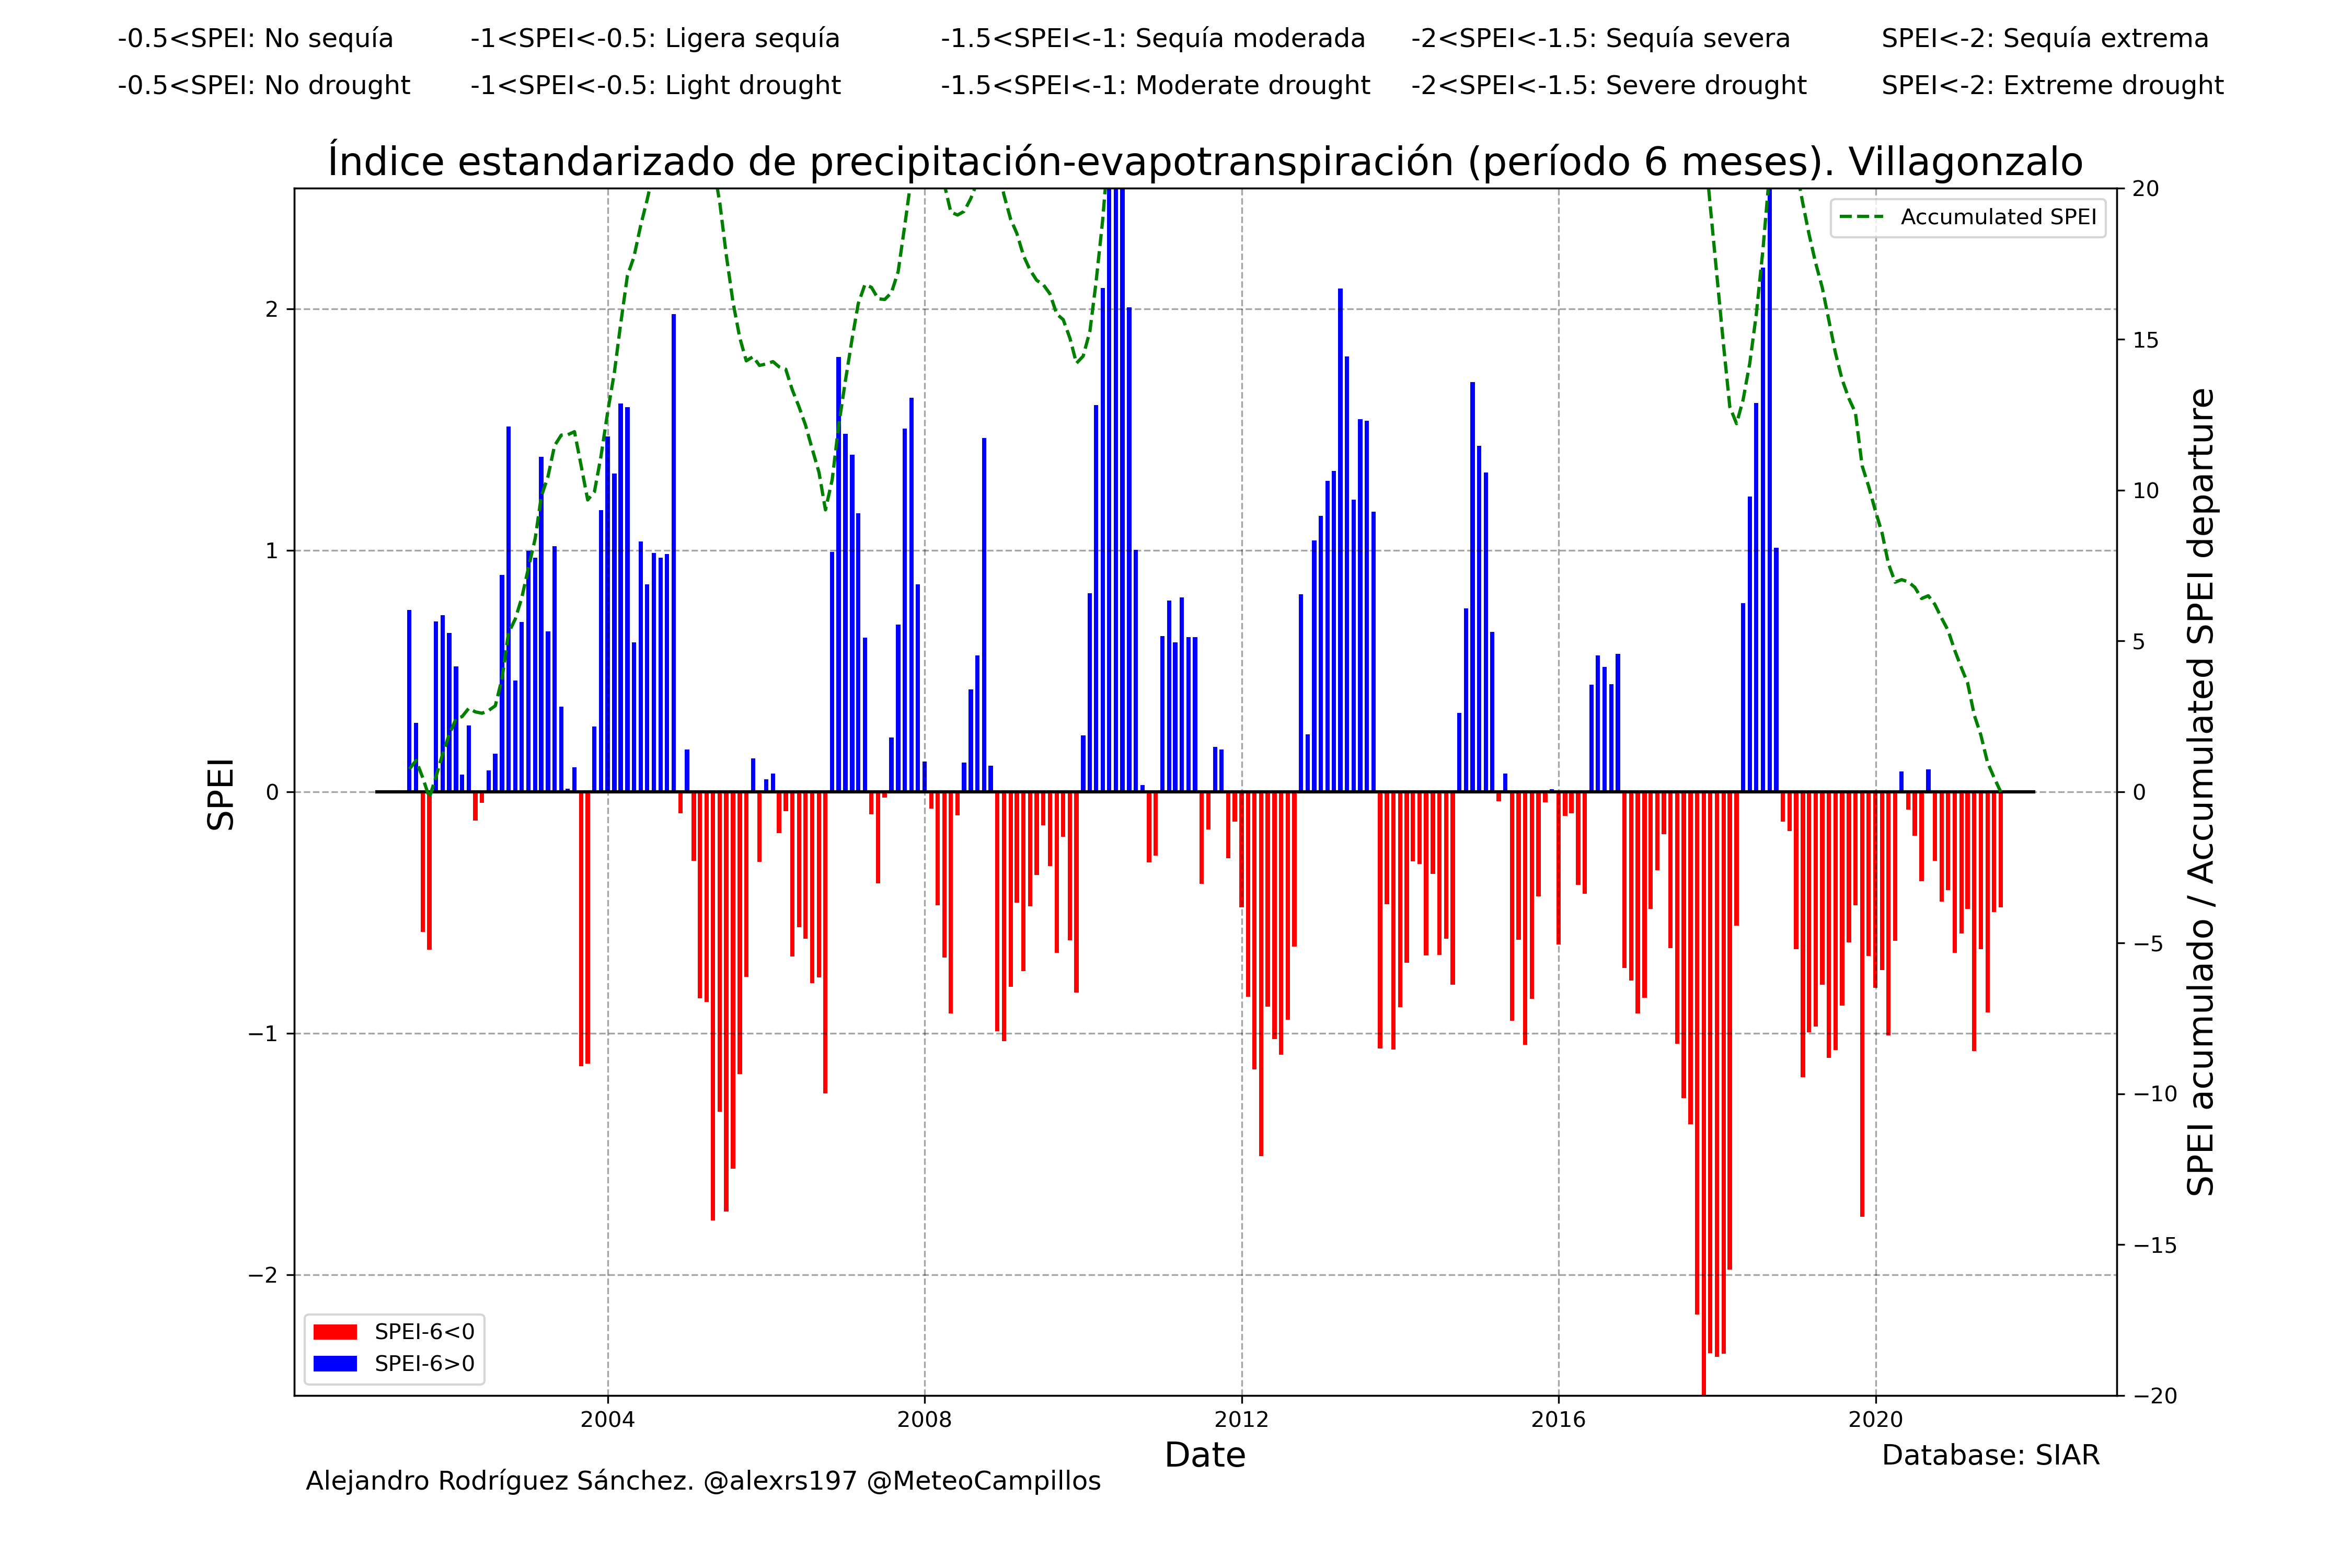 -0.5<SPEI: No sequía -1<SPEI<-0.5: Ligera sequía -1.5<SPEI<-1: Sequía moderada -2<SPEI<-1.5: Sequía severa SPEI<-2: Sequía extrema
-0.5<SPEI: No drought -1<SPEI<-0.5: Light drought -1.5<SPEI<-1: Moderate drought -2<SPEI<-1.5: Severe drought SPEI<-2: Extreme drought
Índice estandarizado de precipitación-evapotranspiración (período 6 meses). Villagonzalo
Accumulated SPEI
2
1
0
−1
−2
SPEI
20
15
10
5
0
−5
−10
−15
−20
SPEI acumulado / Accumulated SPEI departure
SPEI-6<0
SPEI-6>0
2004 2008 2012 2016 2020
Date
Database: SIAR
Alejandro Rodríguez Sánchez. @alexrs197 @MeteoCampillos